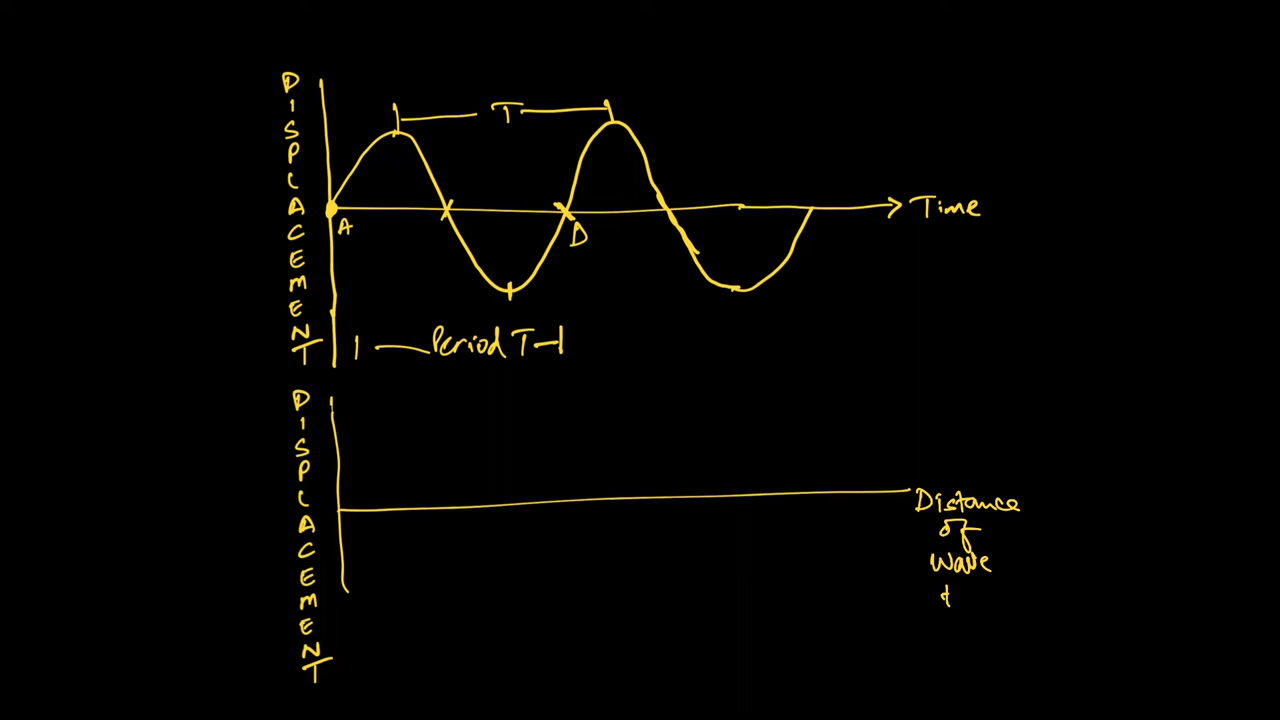 DISPLACEMENT
T
Time
A
D
Period T
DISPLACEMENT
Distance
of
wave
t